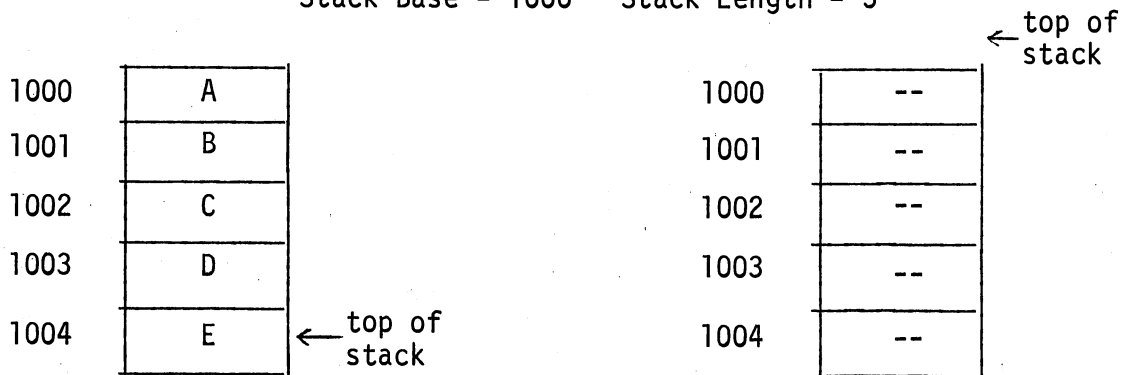 Stack Base = 1000 Stack Length = 5
top of
stack
1000 A
1001 B
1002 C
1003 D
1004 E
top of
stack
1000 --
1001 --
1002 --
1003 --
1004 --